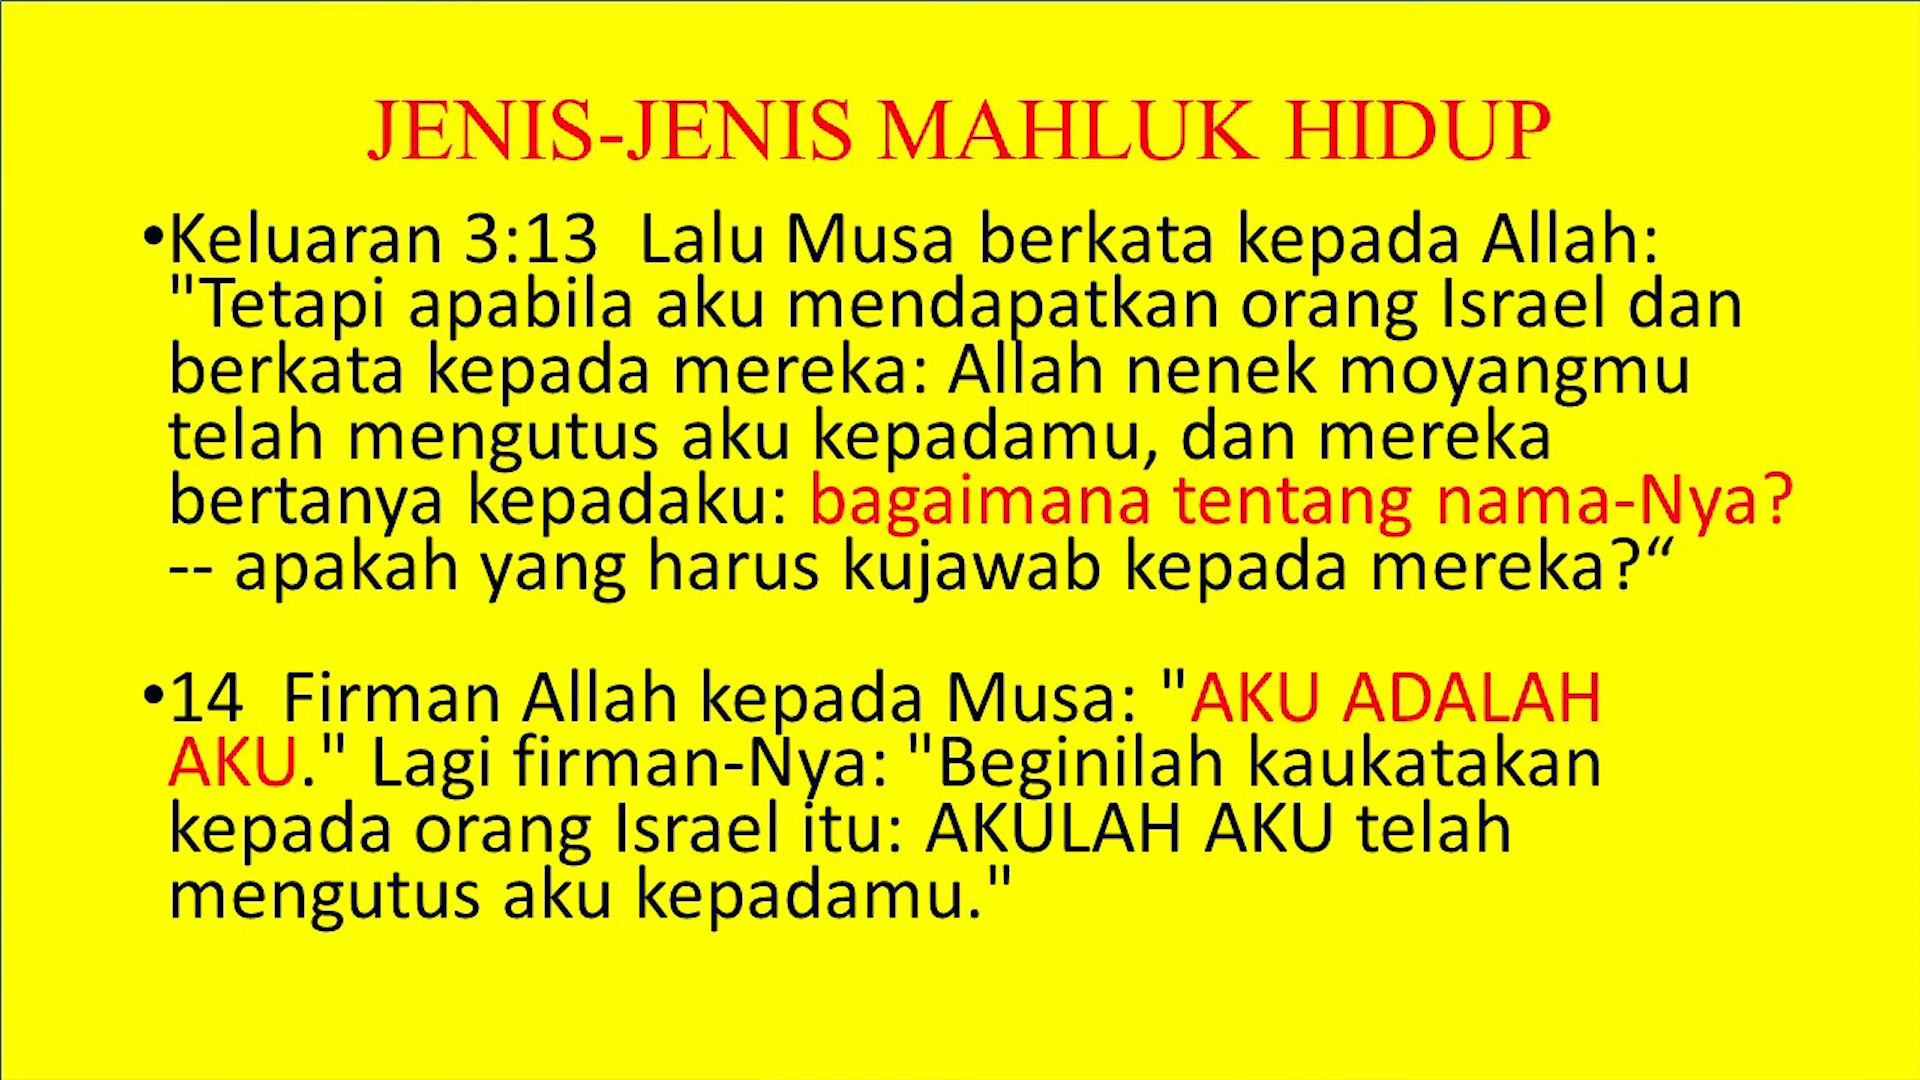 JENIS-JENIS MAHLUK HIDUP
•Keluaran 3:13  Lalu Musa berkata kepada Allah:
"Tetapi apabila aku mendapatkan orang Israel dan
berkata kepada mereka: Allah nenek moyangmu
telah mengutus aku kepadamu, dan mereka
bertanya kepadaku: bagaimana tentang nama-Nya?
-- apakah yang harus kujawab kepada mereka?“
•14  Firman Allah kepada Musa: "AKU ADALAH
AKU." Lagi firman-Nya: "Beginilah kaukatakan
kepada orang Israel itu: AKULAH AKU telah
mengutus aku kepadamu."